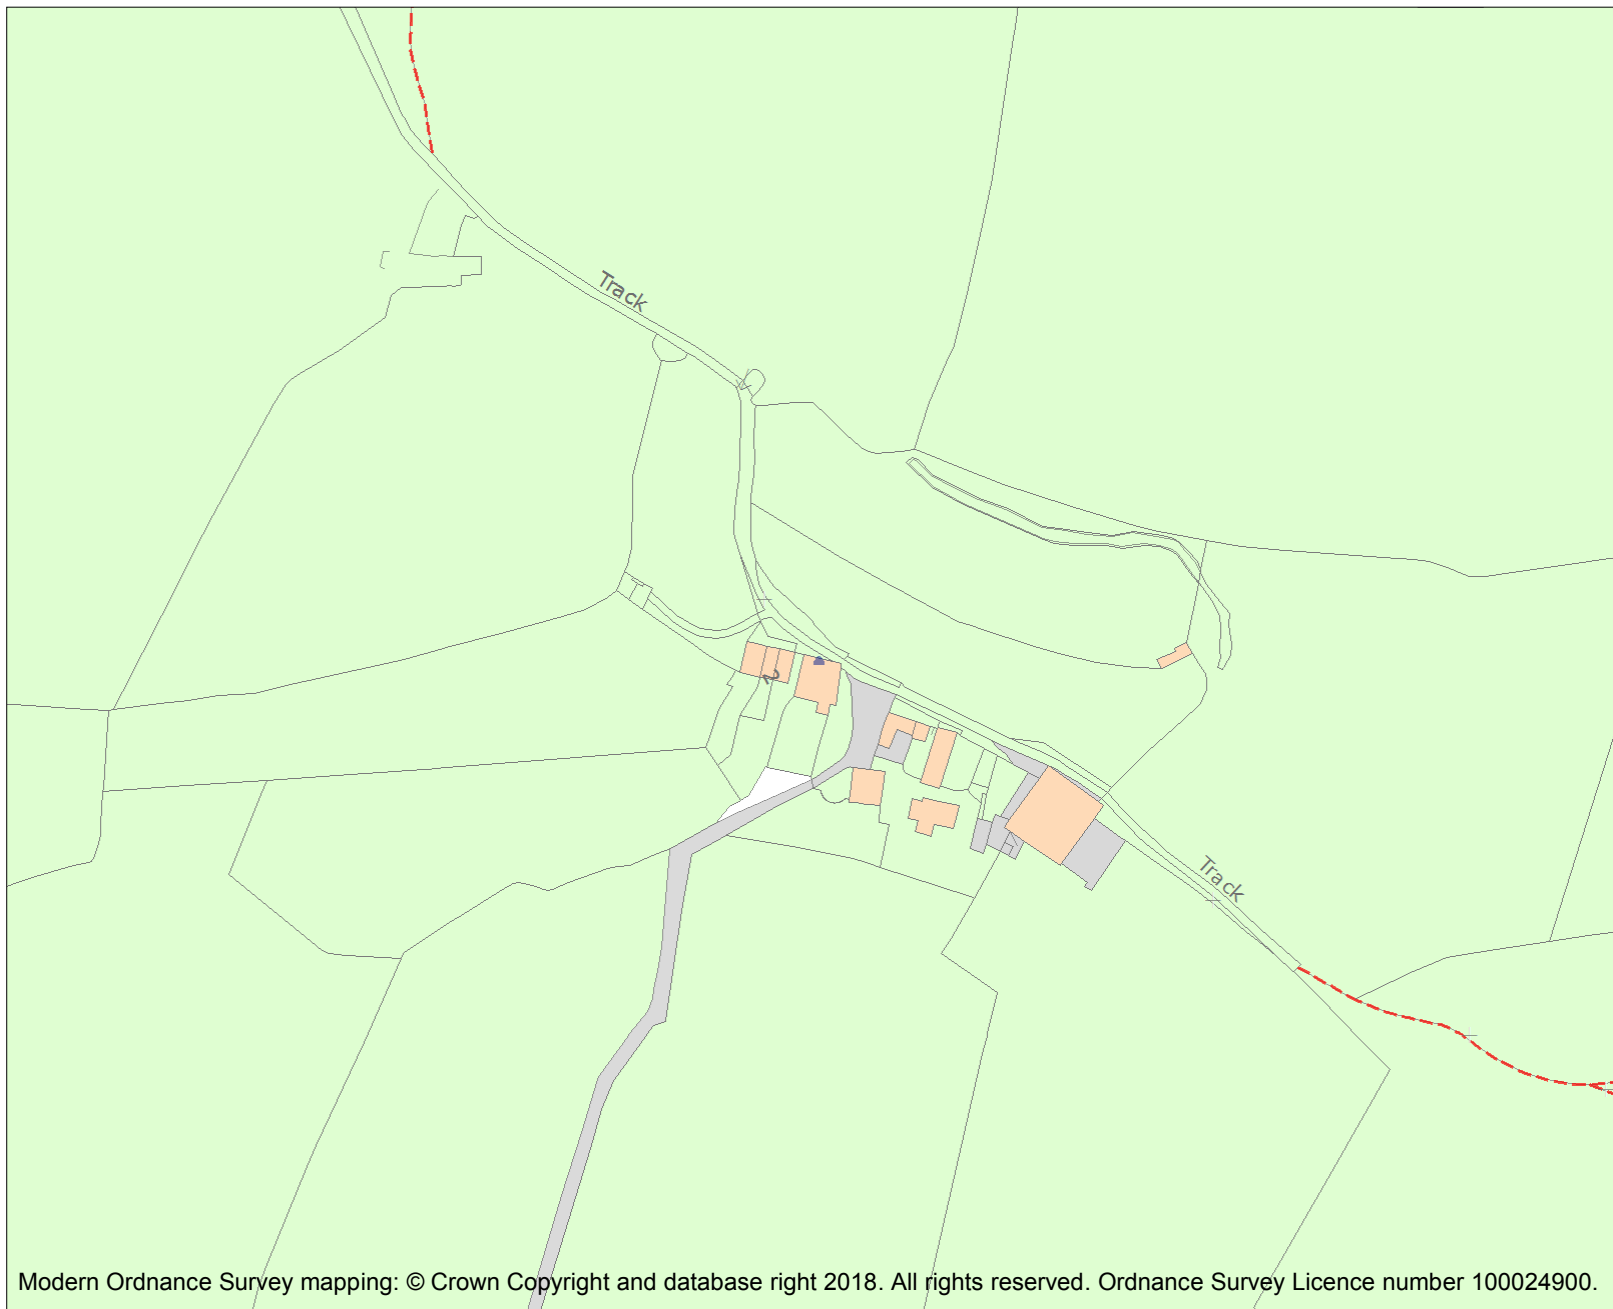 Track
2
Track
Modern Ordnance Survey mapping: © Crown Copyright and database right 2018. All rights reserved. Ordnance Survey Licence number 100024900.